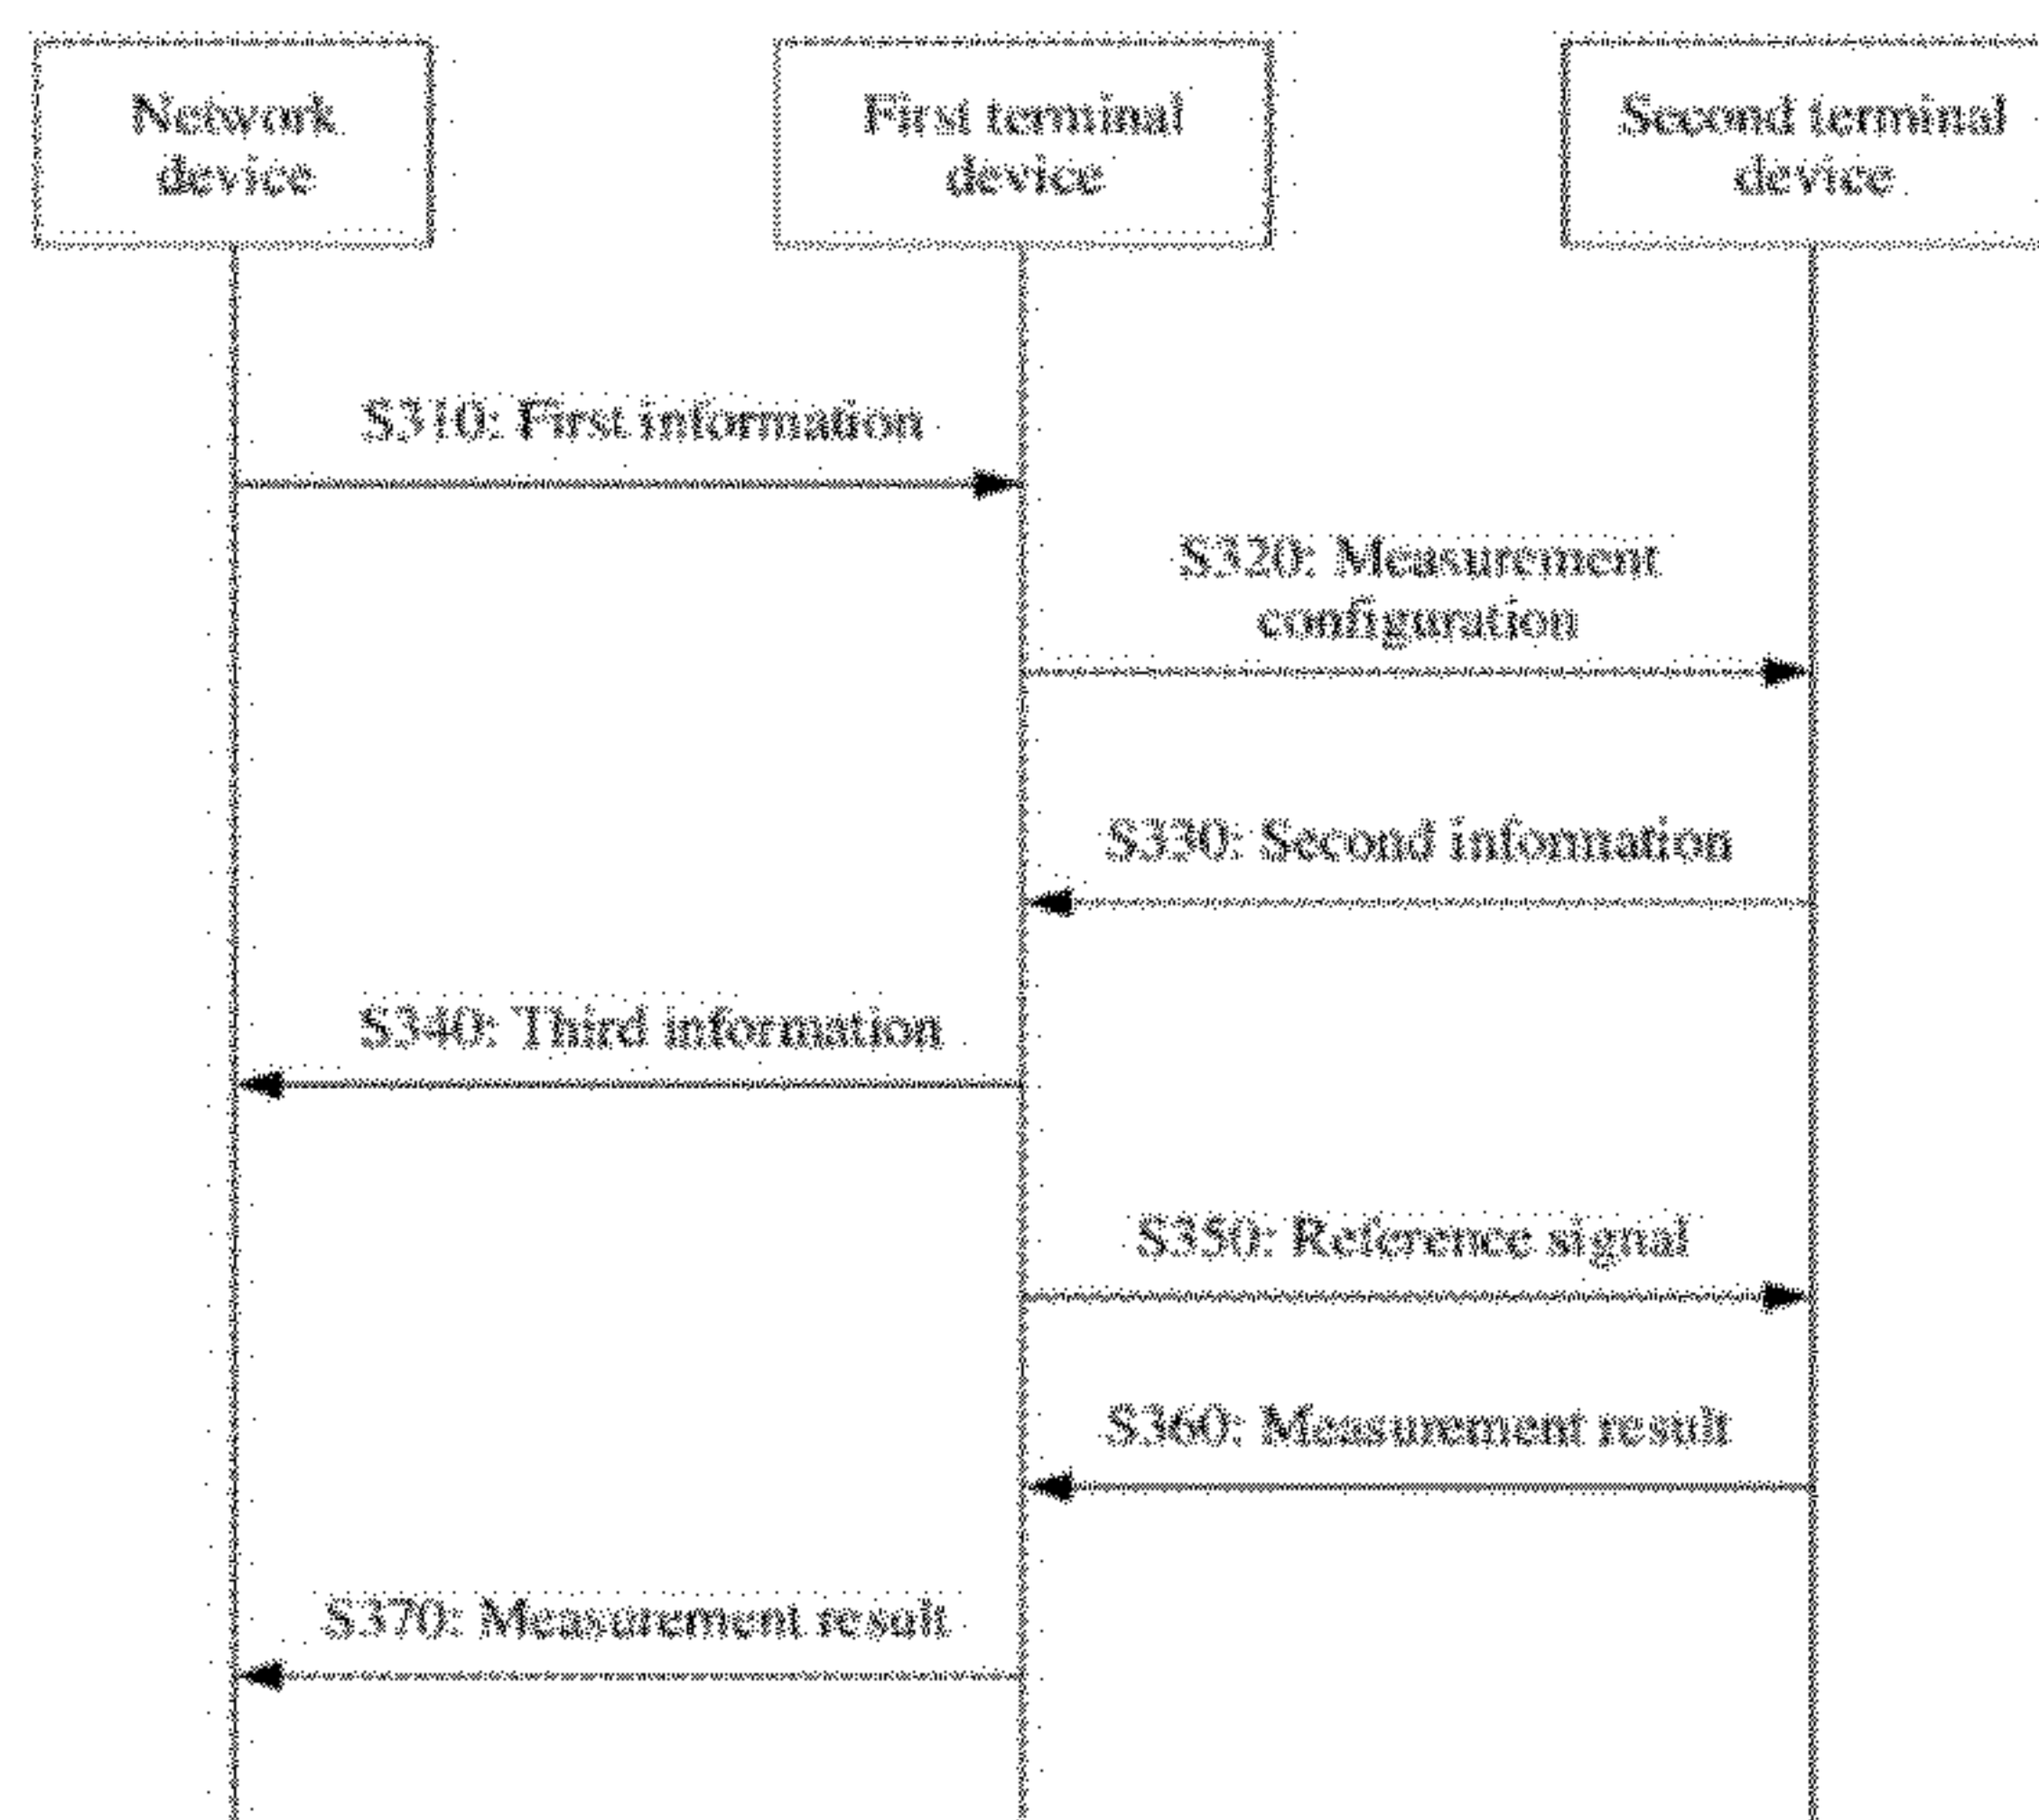 Network
device
First terminal
device
Second terminal
device
S310: First information
S320: Measurement
configuration
S330: Second information
S340: Third information
S350: Reference signal
S360: Measurement result
S370: Measurement result